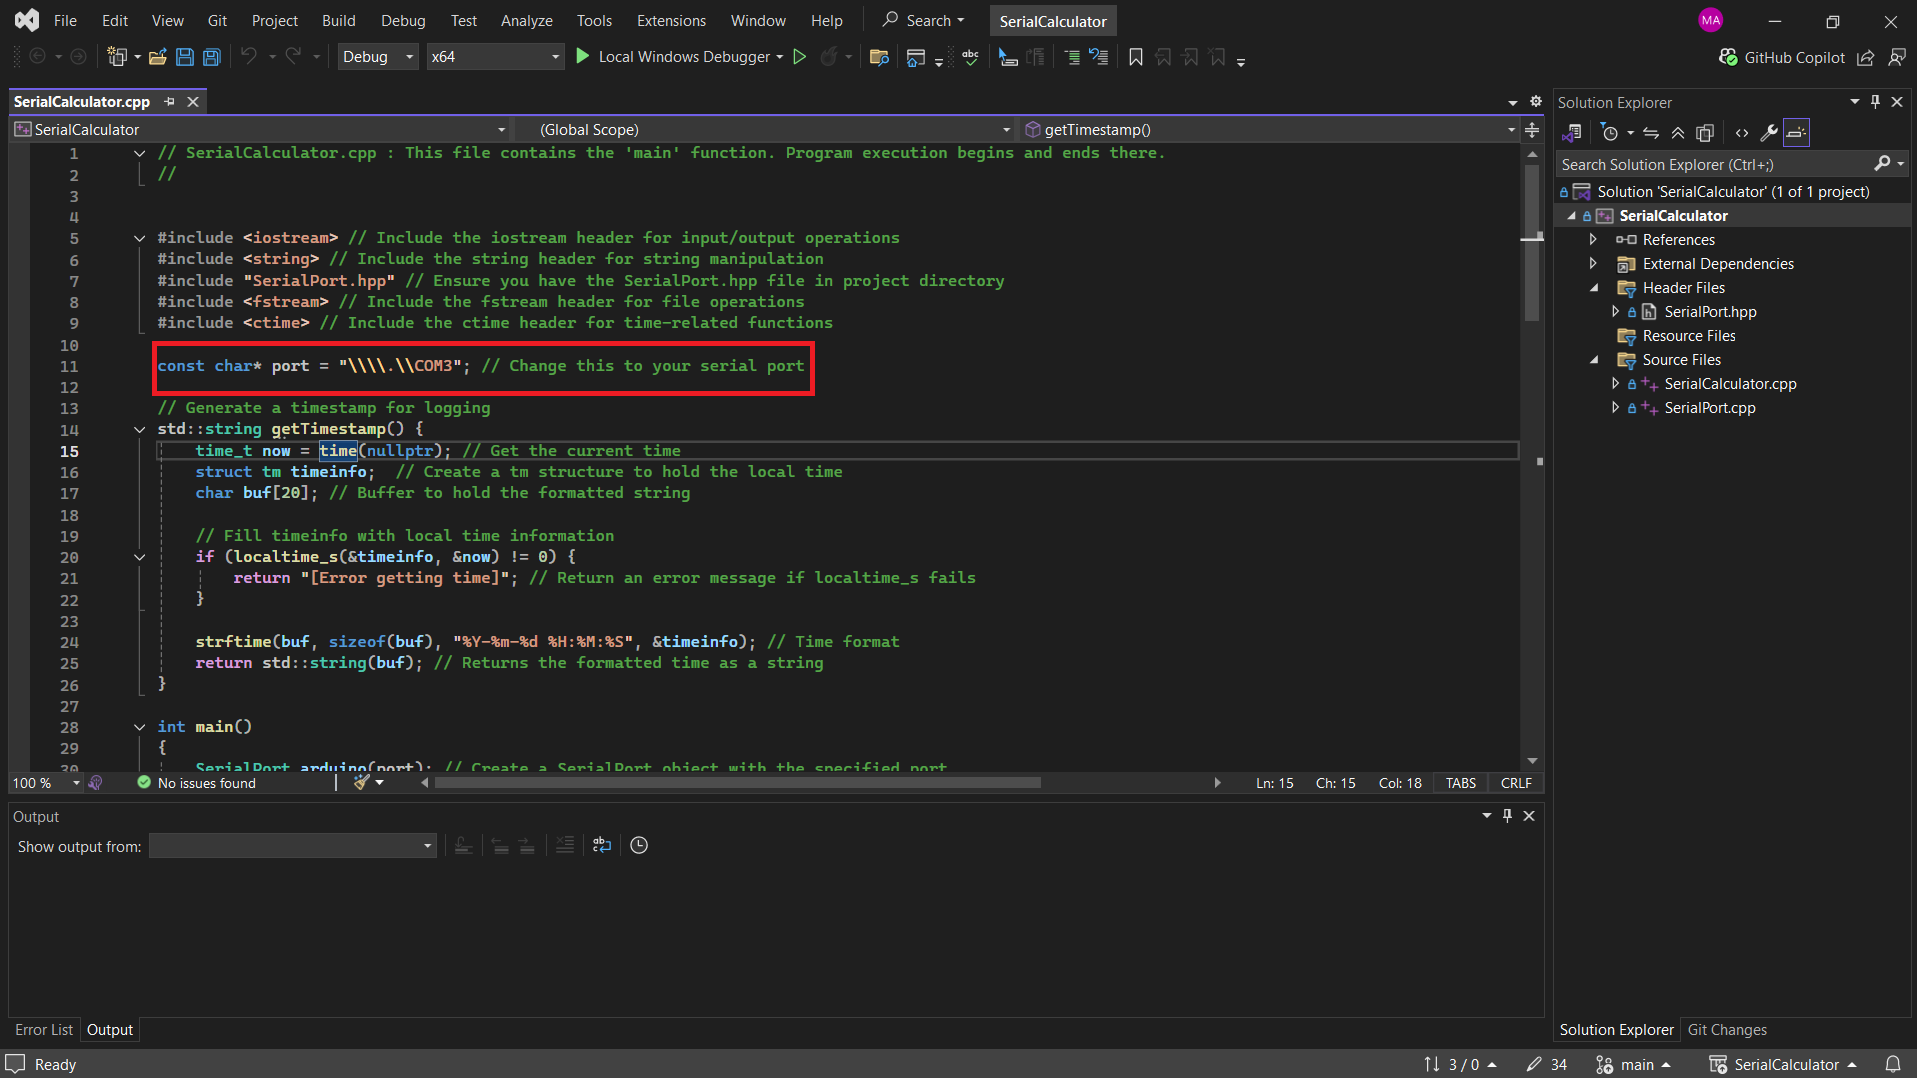 File Edit View Git Project Build Debug Test Analyze Tools Extensions Window Help Search SerialCalculator MA
Debug x64 Local Windows Debugger abc GitHub Copilot
SerialCalculator.cpp
SerialCalculator (Global Scope) getTimestamp()
1 // SerialCalculator.cpp : This file contains the 'main' function. Program execution begins and ends there.
2 //
3
4
5 #include <iostream> // Include the iostream header for input/output operations
6 #include <string> // Include the string header for string manipulation
7 #include "SerialPort.hpp" // Ensure you have the SerialPort.hpp file in project directory
8 #include <fstream> // Include the fstream header for file operations
9 #include <ctime> // Include the ctime header for time-related functions
10
11 const char* port = "\\\\.\\COM3"; // Change this to your serial port
12
13 // Generate a timestamp for logging
14 std::string getTimestamp() {
15 time_t now = time(nullptr); // Get the current time
16 struct tm timeinfo; // Create a tm structure to hold the local time
17 char buf[20]; // Buffer to hold the formatted string
18
19 // Fill timeinfo with local time information
20 if (localtime_s(&timeinfo, &now) != 0) {
21 return "[Error getting time]"; // Return an error message if localtime_s fails
22 }
23
24 strftime(buf, sizeof(buf), "%Y-%m-%d %H:%M:%S", &timeinfo); // Time format
25 return std::string(buf); // Returns the formatted time as a string
26 }
27
28 int main()
29 {
30 SerialPort arduino(port); // Create a SerialPort object with the specified port
100 % No issues found Ln: 15 Ch: 15 Col: 18 TABS CRLF
Output
Show output from:
Error List Output
Solution Explorer
Search Solution Explorer (Ctrl+;)
Solution 'SerialCalculator' (1 of 1 project)
SerialCalculator
References
External Dependencies
Header Files
SerialPort.hpp
Resource Files
Source Files
SerialCalculator.cpp
SerialPort.cpp
Solution Explorer Git Changes
Ready 3 / 0 34 main SerialCalculator